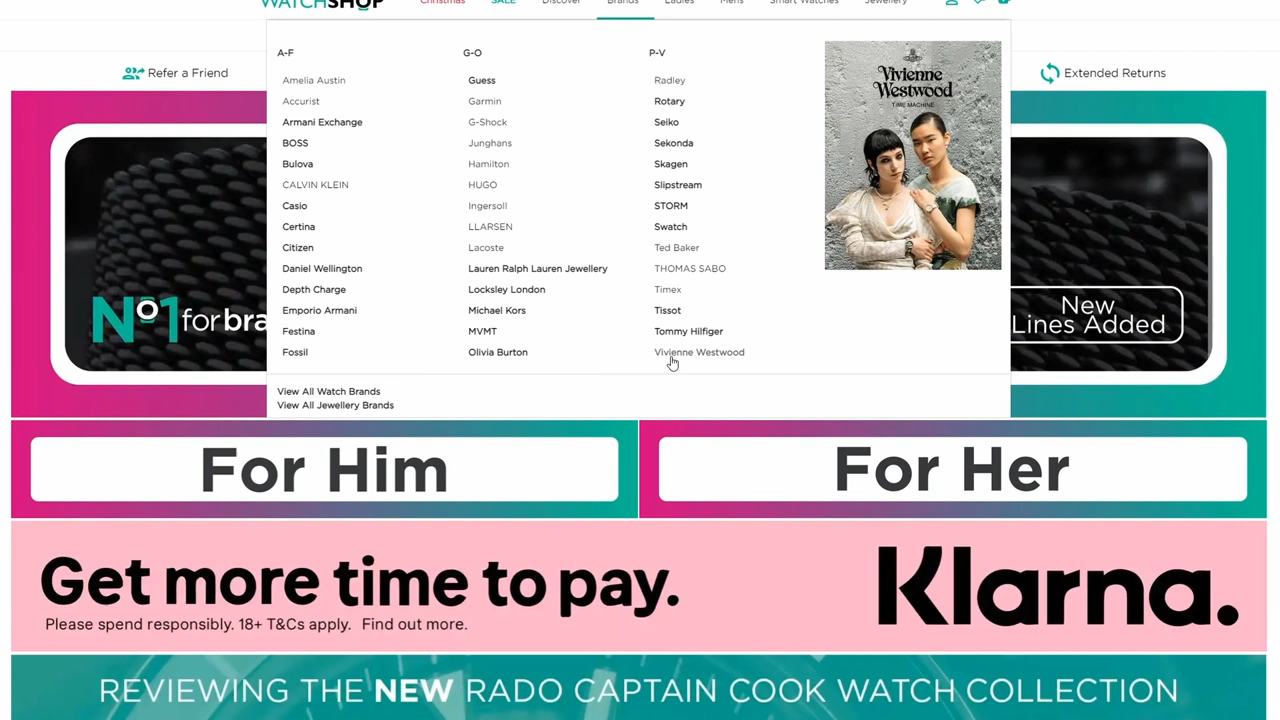 WATCHSHOP
Christmas SALE Discover Brands Ladies Mens Smart Watches Jewellery
Refer a Friend
Extended Returns
A-F
Amelia Austin
Accurist
Armani Exchange
BOSS
Bulova
CALVIN KLEIN
Casio
Certina
Citizen
Daniel Wellington
Depth Charge
Emporio Armani
Festina
Fossil
G-O
Guess
Garmin
G-Shock
Junghans
Hamilton
HUGO
Ingersoll
LLARSEN
Lacoste
Lauren Ralph Lauren Jewellery
Locksley London
Michael Kors
MVMT
Olivia Burton
P-V
Radley
Rotary
Seiko
Sekonda
Skagen
Slipstream
STORM
Swatch
Ted Baker
THOMAS SABO
Timex
Tissot
Tommy Hilfiger
Vivienne Westwood
Vivienne
Westwood
TIME MACHINE
View All Watch Brands
View All Jewellery Brands
Nº1 for bra
New
Lines Added
For Him
For Her
Get more time to pay.
Please spend responsibly. 18+ T&Cs apply. Find out more.
Klarna.
REVIEWING THE NEW RADO CAPTAIN COOK WATCH COLLECTION